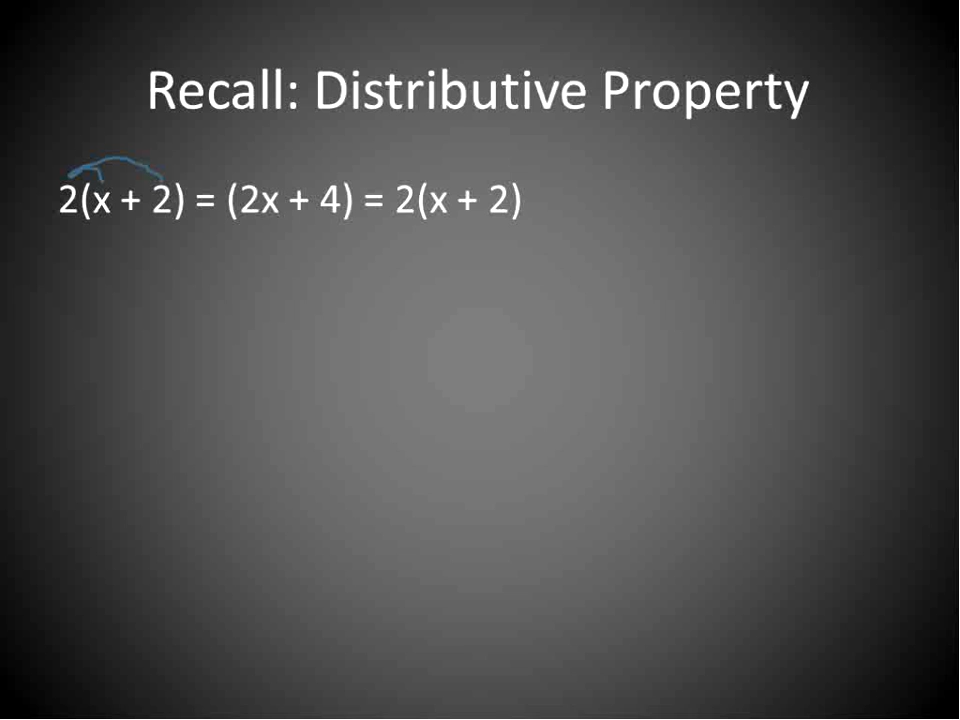 Recall: Distributive Property
2(x + 2) = (2x + 4) = 2(x + 2)